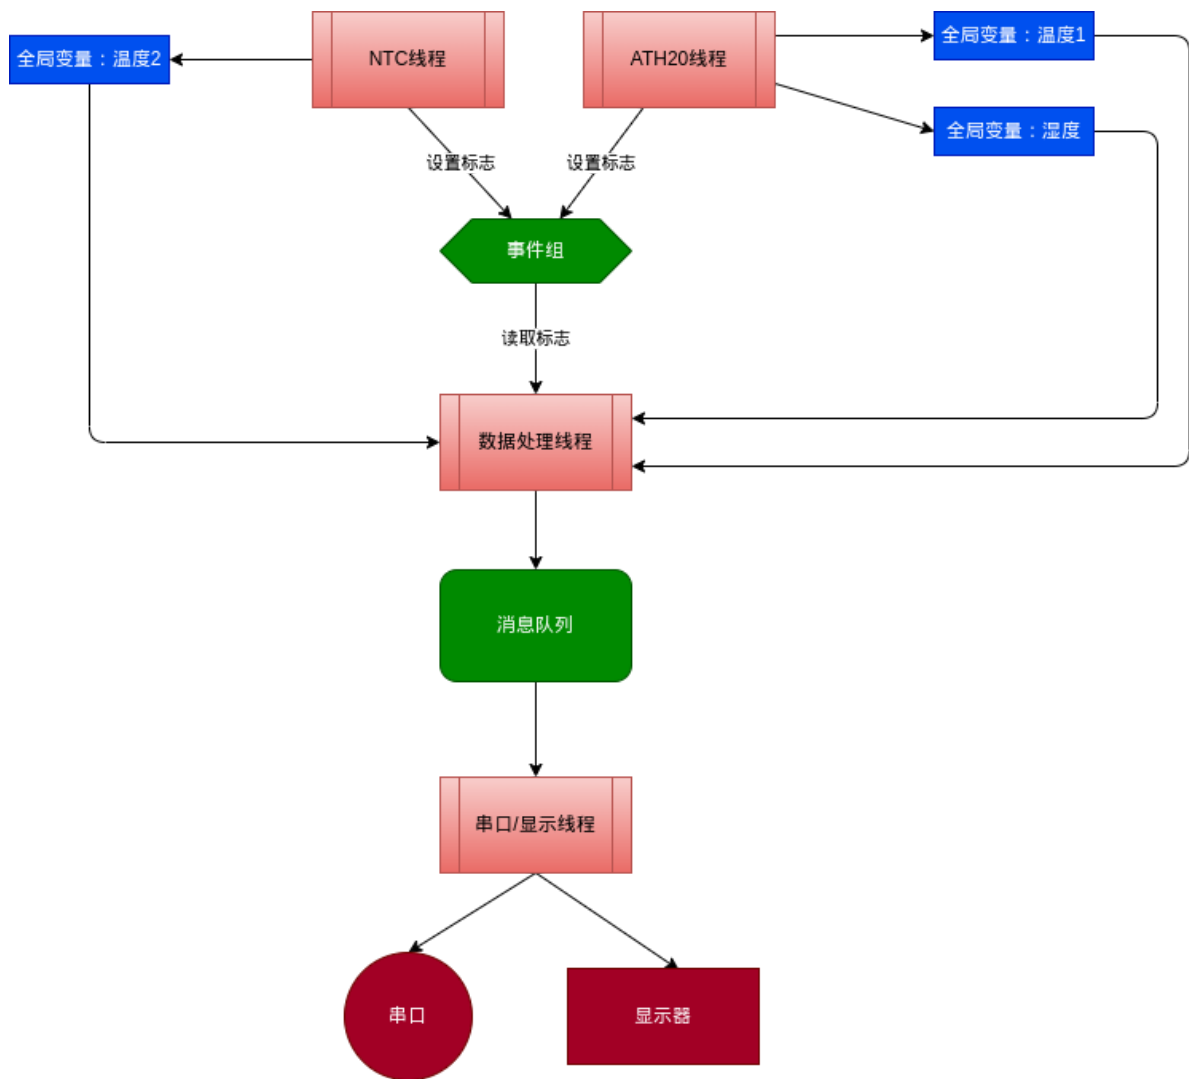 全局变量：温度2
NTC线程
ATH20线程
全局变量：温度1
全局变量：湿度
设置标志
设置标志
事件组
读取标志
数据处理线程
消息队列
串口/显示线程
串口
显示器